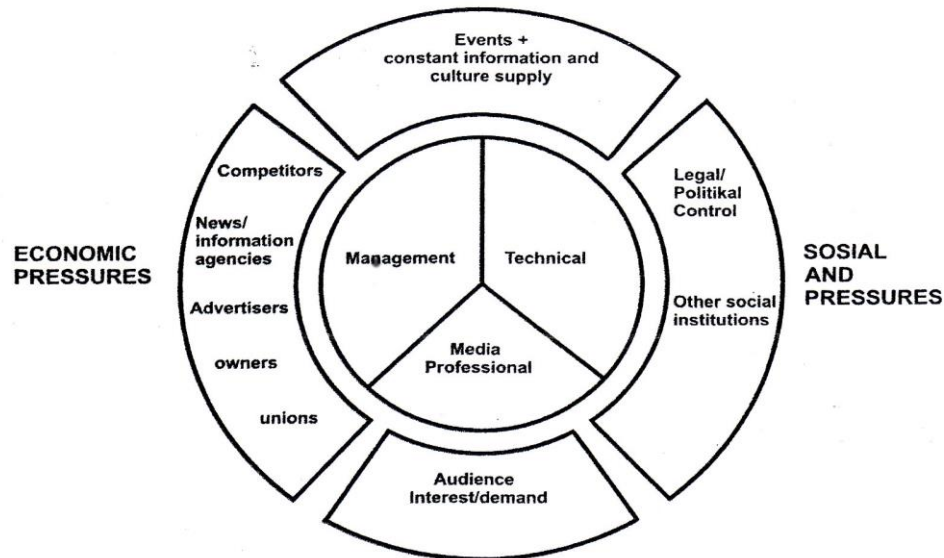 Events +
constant information and
culture supply
Competitors
News/
information
agencies
Advertisers
owners
unions
ECONOMIC
PRESSURES
Management
Technical
Media
Professional
Legal/
Politikal
Control
Other social
institutions
SOSIAL
AND
PRESSURES
Audience
Interest/demand